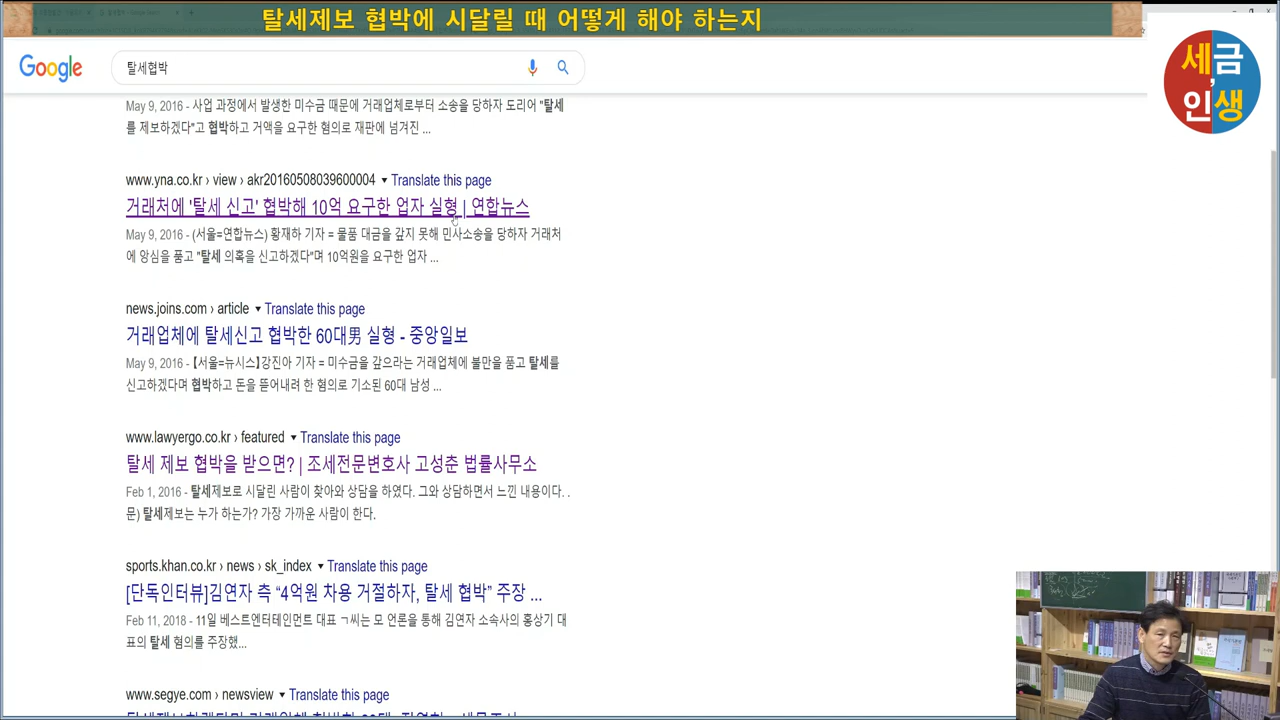 탈세제보 협박에 시달릴 때 어떻게 해야 하는지
세금
인생
Google
탈세협박
May 9, 2016 - 사업 과정에서 발생한 미수금 때문에 거래업체로부터 소송을 당하자 도리어 "탈세
를 제보하겠다"고 협박하고 거액을 요구한 혐의로 재판에 넘겨진 ...
www.yna.co.kr › view › akr20160508039600004 ▾ Translate this page
거래처에 '탈세 신고' 협박해 10억 요구한 업자 실형 | 연합뉴스
May 9, 2016 - (서울=연합뉴스) 황재하 기자 = 물품 대금을 갚지 못해 민사소송을 당하자 거래처
에 앙심을 품고 "탈세 의혹을 신고하겠다"며 10억원을 요구한 업자 ...
news.joins.com › article ▾ Translate this page
거래업체에 탈세신고 협박한 60대男 실형 - 중앙일보
May 9, 2016 - 【서울=뉴시스】강진아 기자 = 미수금을 갚으라는 거래업체에 불만을 품고 탈세를
신고하겠다며 협박하고 돈을 뜯어내려 한 혐의로 기소된 60대 남성 ...
www.lawyergo.co.kr › featured ▾ Translate this page
탈세 제보 협박을 받으면? | 조세전문변호사 고성춘 법률사무소
Feb 1, 2016 - 탈세제보로 시달린 사람이 찾아와 상담을 하였다. 그와 상담하면서 느낀 내용이다. .
문) 탈세제보는 누가 하는가? 가장 가까운 사람이 한다.
sports.khan.co.kr › news › sk_index ▾ Translate this page
[단독인터뷰]김연자 측 “4억원 차용 거절하자, 탈세 협박” 주장 ...
Feb 11, 2018 - 11일 베스트엔터테인먼트 대표 ㄱ씨는 모 언론을 통해 김연자 소속사의 홍상기 대
표의 탈세 혐의를 주장했...
www.segye.com › newsview ▾ Translate this page